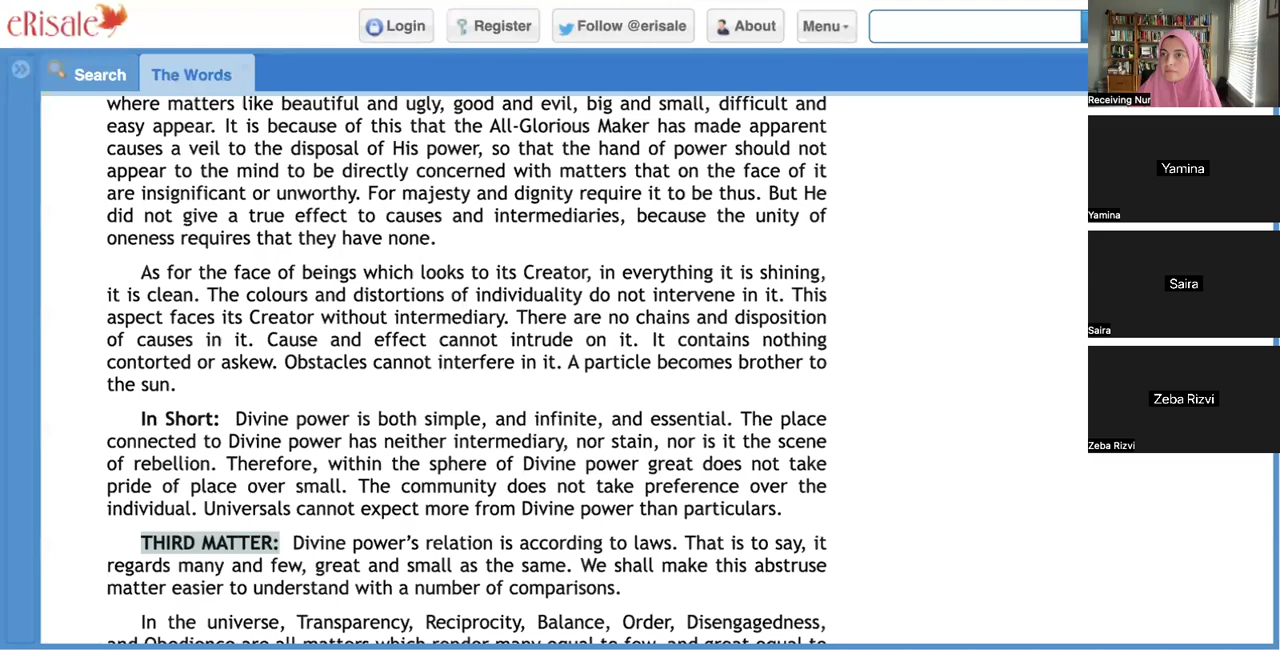 eRisale
Login
Register
Follow @erisale
About
Menu
Search
The Words
where matters like beautiful and ugly, good and evil, big and small, difficult and
easy appear. It is because of this that the All-Glorious Maker has made apparent
causes a veil to the disposal of His power, so that the hand of power should not
appear to the mind to be directly concerned with matters that on the face of it
are insignificant or unworthy. For majesty and dignity require it to be thus. But He
did not give a true effect to causes and intermediaries, because the unity of
oneness requires that they have none.
As for the face of beings which looks to its Creator, in everything it is shining,
it is clean. The colours and distortions of individuality do not intervene in it. This
aspect faces its Creator without intermediary. There are no chains and disposition
of causes in it. Cause and effect cannot intrude on it. It contains nothing
contorted or askew. Obstacles cannot interfere in it. A particle becomes brother to
the sun.
In Short: Divine power is both simple, and infinite, and essential. The place
connected to Divine power has neither intermediary, nor stain, nor is it the scene
of rebellion. Therefore, within the sphere of Divine power great does not take
pride of place over small. The community does not take preference over the
individual. Universals cannot expect more from Divine power than particulars.
THIRD MATTER: Divine power's relation is according to laws. That is to say, it
regards many and few, great and small as the same. We shall make this abstruse
matter easier to understand with a number of comparisons.
In the universe, Transparency, Reciprocity, Balance, Order, Disengagedness,
and Obedience are all matters which render many equal to few, and great equal to
Receiving Nur
Yamina
Yamina
Saira
Saira
Zeba Rizvi
Zeba Rizvi